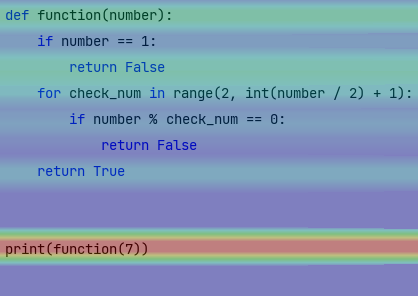 def function(number):
    if number == 1:
        return False
    for check_num in range(2, int(number / 2) + 1):
        if number % check_num == 0:
            return False
    return True
print(function(7))